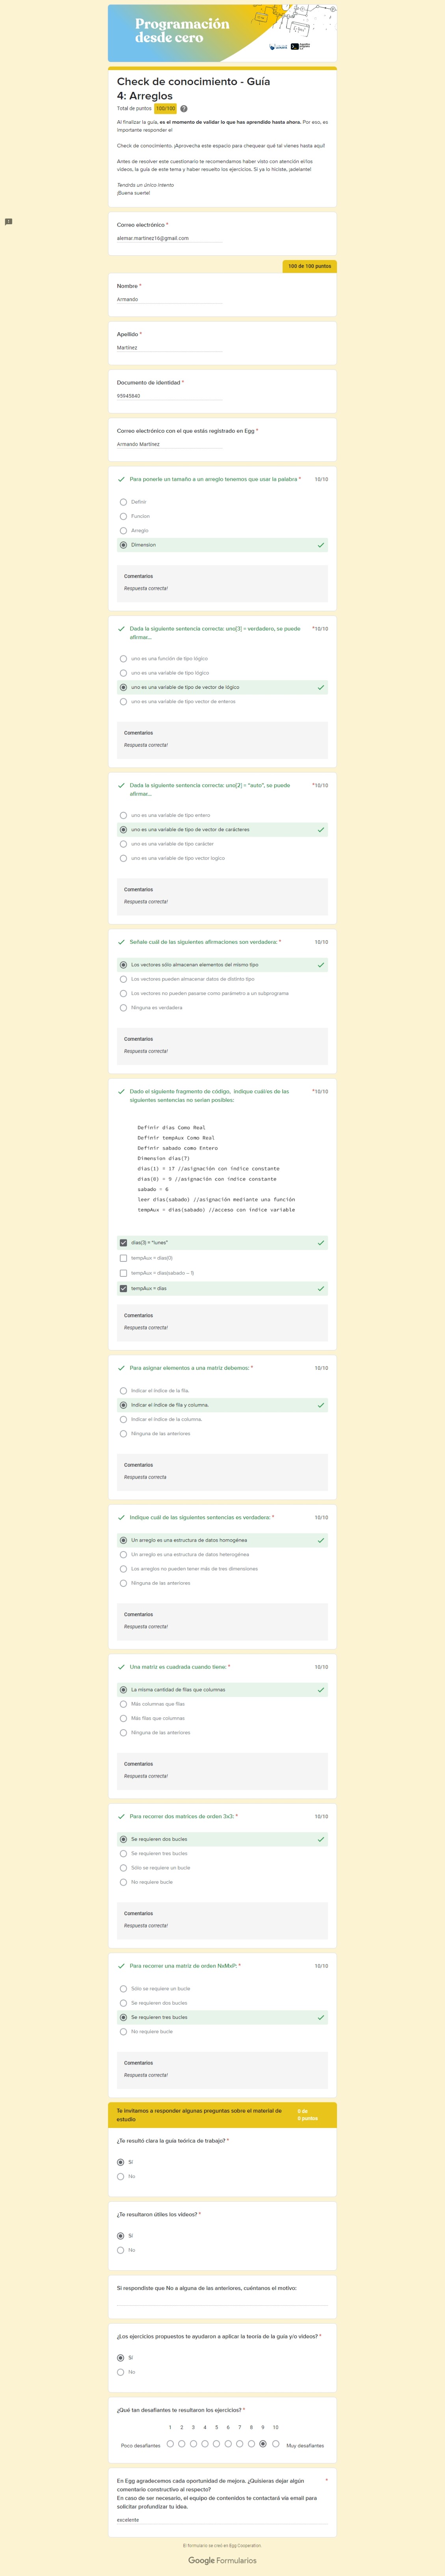 Programación
desde cero
Check de conocimiento - Guía
4: Arreglos
Total de puntos 100/100
Al finalizar la guía, es el momento de validar lo que has aprendido hasta ahora. Por eso, es
importante responder el
Check de conocimiento. ¡Aprovecha este espacio para chequear qué tal vienes hasta aquí!
Antes de resolver este cuestionario te recomendamos haber visto con atención el/los
videos, la guía de este tema y haber resuelto los ejercicios. Si ya lo hiciste, ¡adelante!
Tendrás un único intento
¡Buena suerte!
Correo electrónico *
alemar.martinez16@gmail.com
100 de 100 puntos
Nombre *
Armando
Apellido *
Martínez
Documento de identidad *
95945840
Correo electrónico con el que estás registrado en Egg *
Armando Martínez
Para ponerle un tamaño a un arreglo tenemos que usar la palabra * 10/10
Definir
Funcion
Arreglo
Dimension
Comentarios
Respuesta correcta!
Dada la siguiente sentencia correcta: uno[3] = verdadero, se puede *10/10
afirmar...
uno es una función de tipo lógico
uno es una variable de tipo lógico
uno es una variable de tipo de vector de lógico
uno es una variable de tipo vector de enteros
Comentarios
Respuesta correcta!
Dada la siguiente sentencia correcta: uno[2] = "auto", se puede *10/10
afirmar...
uno es una variable de tipo entero
uno es una variable de tipo de vector de carácteres
uno es una variable de tipo carácter
uno es una variable de tipo vector logico
Comentarios
Respuesta correcta!
Señale cuál de las siguientes afirmaciones son verdadera: * 10/10
Los vectores sólo almacenan elementos del mismo tipo
Los vectores pueden almacenar datos de distinto tipo
Los vectores no pueden pasarse como parámetro a un subprograma
Ninguna es verdadera
Comentarios
Respuesta correcta!
Dado el siguiente fragmento de código, indique cuál/es de las *10/10
siguientes sentencias no serían posibles:
Definir dias Como Real
Definir tempAux Como Real
Definir sabado como Entero
Dimension dias(7)
dias(1) = 17 //asignación con índice constante
dias(0) = 9 //asignación con índice constante
sabado = 6
leer dias(sabado) //asignación mediante una función
tempAux = dias(sabado) //acceso con índice variable
dias(3) = "lunes"
tempAux = dias(0)
tempAux = dias(sabado – 1)
tempAux = dias
Comentarios
Respuesta correcta!
Para asignar elementos a una matriz debemos: * 10/10
Indicar el índice de la fila.
Indicar el índice de fila y columna.
Indicar el índice de la columna.
Ninguna de las anteriores
Comentarios
Respuesta correcta
Indique cuál de las siguientes sentencias es verdadera: * 10/10
Un arreglo es una estructura de datos homogénea
Un arreglo es una estructura de datos heterogénea
Los arreglos no pueden tener más de tres dimensiones
Ninguna de las anteriores
Comentarios
Respuesta correcta!
Una matriz es cuadrada cuando tiene: * 10/10
La misma cantidad de filas que columnas
Más columnas que filas
Más filas que columnas
Ninguna de las anteriores
Comentarios
Respuesta correcta!
Para recorrer dos matrices de orden 3x3: * 10/10
Se requieren dos bucles
Se requieren tres bucles
Sólo se requiere un bucle
No requiere bucle
Comentarios
Respuesta correcta!
Para recorrer una matriz de orden NxMxP: * 10/10
Sólo se requiere un bucle
Se requieren dos bucles
Se requieren tres bucles
No requiere bucle
Comentarios
Respuesta correcta!
Te invitamos a responder algunas preguntas sobre el material de 0 de
estudio 0 puntos
¿Te resultó clara la guía teórica de trabajo? *
Sí
No
¿Te resultaron útiles los videos? *
Sí
No
Si respondiste que No a alguna de las anteriores, cuéntanos el motivo:
¿Los ejercicios propuestos te ayudaron a aplicar la teoría de la guía y/o videos? *
Sí
No
¿Qué tan desafiantes te resultaron los ejercicios? *
1 2 3 4 5 6 7 8 9 10
Poco desafiantes Muy desafiantes
En Egg agradecemos cada oportunidad de mejora. ¿Quisieras dejar algún *
comentario constructivo al respecto?
En caso de ser necesario, el equipo de contenidos te contactará vía email para
solicitar profundizar tu idea.
excelente
El formulario se creó en Egg Cooperation.
Google Formularios